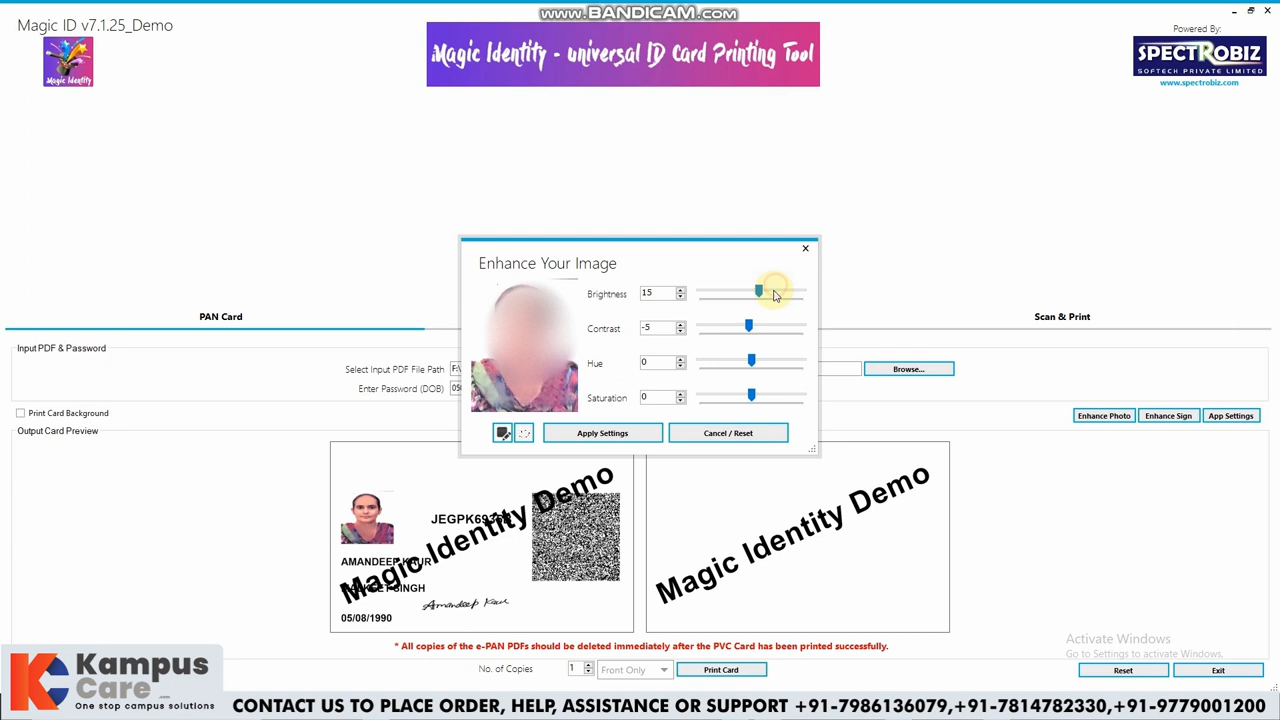 www.BANDICAM.com
Magic ID v7.1.25_Demo
Magic Identity
Magic Identity - universal ID Card Printing Tool
Powered By:
SPECTROBIZ
SOFTECH PRIVATE LIMITED
www.spectrobiz.com
Enhance Your Image
Brightness 15
Contrast -5
Hue 0
Saturation 0
Apply Settings
Cancel / Reset
PAN Card
Scan & Print
Input PDF & Password
Select Input PDF File Path F:\
Browse...
Enter Password (DOB)
Print Card Background
Enhance Photo
Enhance Sign
App Settings
Output Card Preview
Magic Identity Demo
AMANDEEP KAUR
SINGH
05/08/1990
Amandeep Kaur
Magic Identity Demo
* All copies of the e-PAN PDFs should be deleted immediately after the PVC Card has been printed successfully.
No. of Copies 1 Front Only Print Card
Reset
Exit
Activate Windows
Go to Settings to activate Windows.
KC Kampus
Care .com
One stop campus solutions
CONTACT US TO PLACE ORDER, HELP, ASSISTANCE OR SUPPORT +91-7986136079,+91-7814782330,+91-9779001200